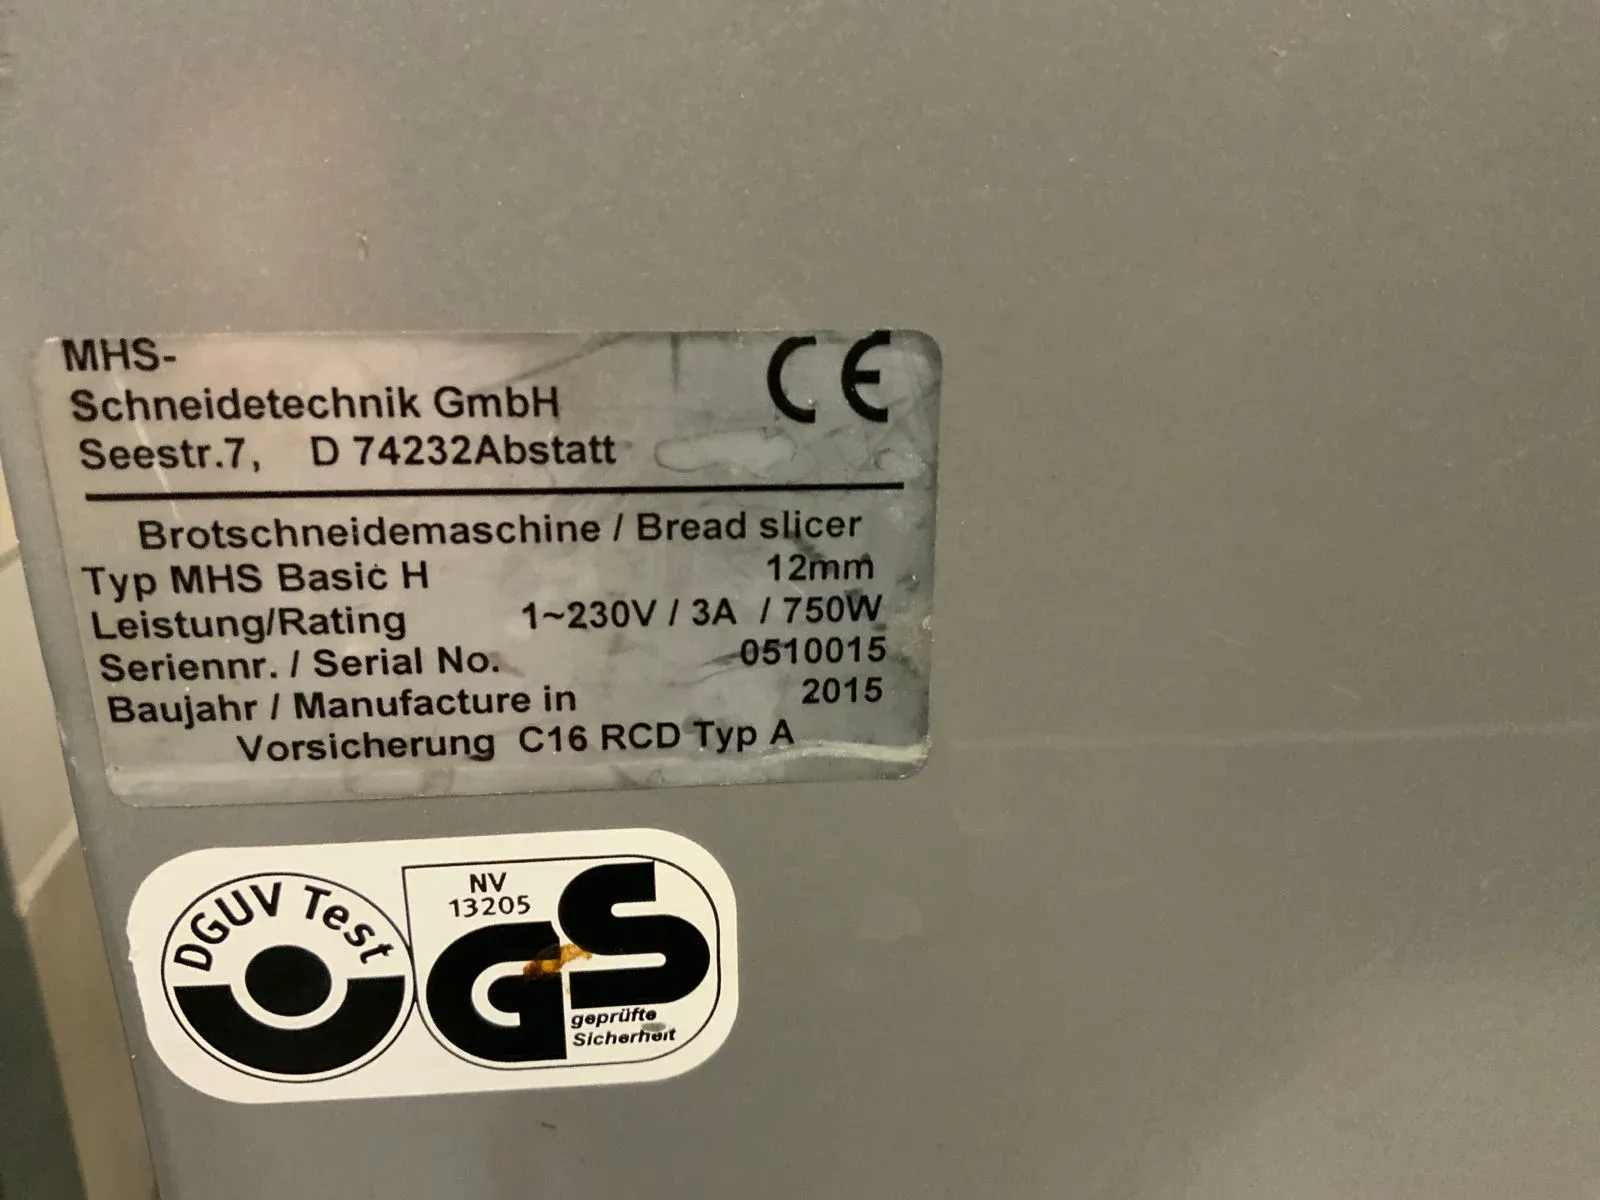 MHS-
Schneidetechnik GmbH
Seestr.7, D 74232Abstatt
CE
Brotschneidemaschine / Bread slicer
Typ MHS Basic H 12mm
Leistung/Rating 1~230V / 3A / 750W
Seriennr. / Serial No. 0510015
Baujahr / Manufacture in 2015
Vorsicherung C16 RCD Typ A
DGUV Test
NV
13205
GS
geprüfte
Sicherheit